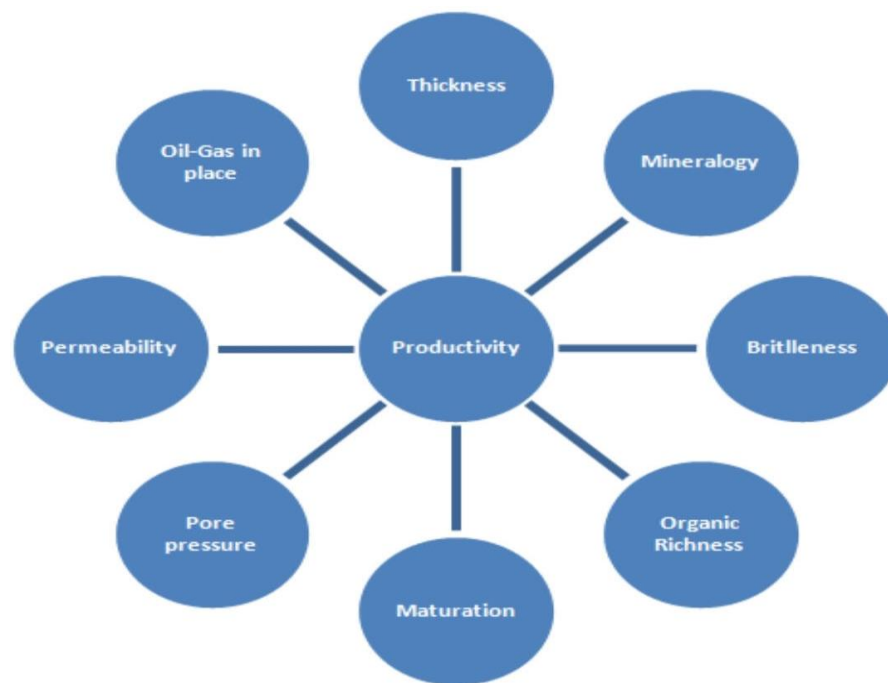 Thickness
Oil-Gas in
place
Mineralogy
Permeability
Productivity
Britlleness
Pore
pressure
Organic
Richness
Maturation